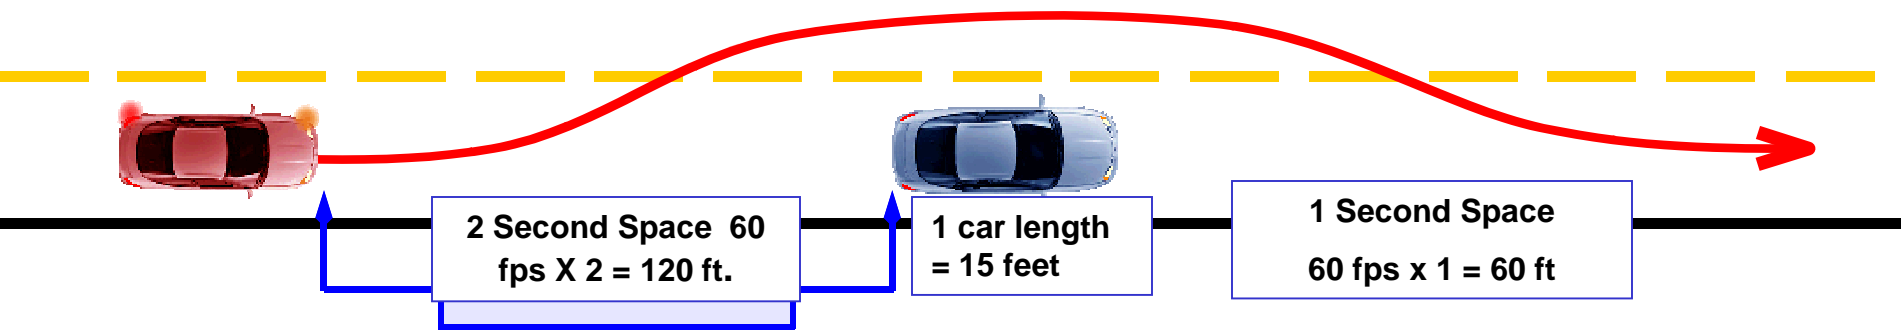 2 Second Space  60
fps X 2 = 120 ft.
1 car length
= 15 feet
1 Second Space
60 fps x 1 = 60 ft